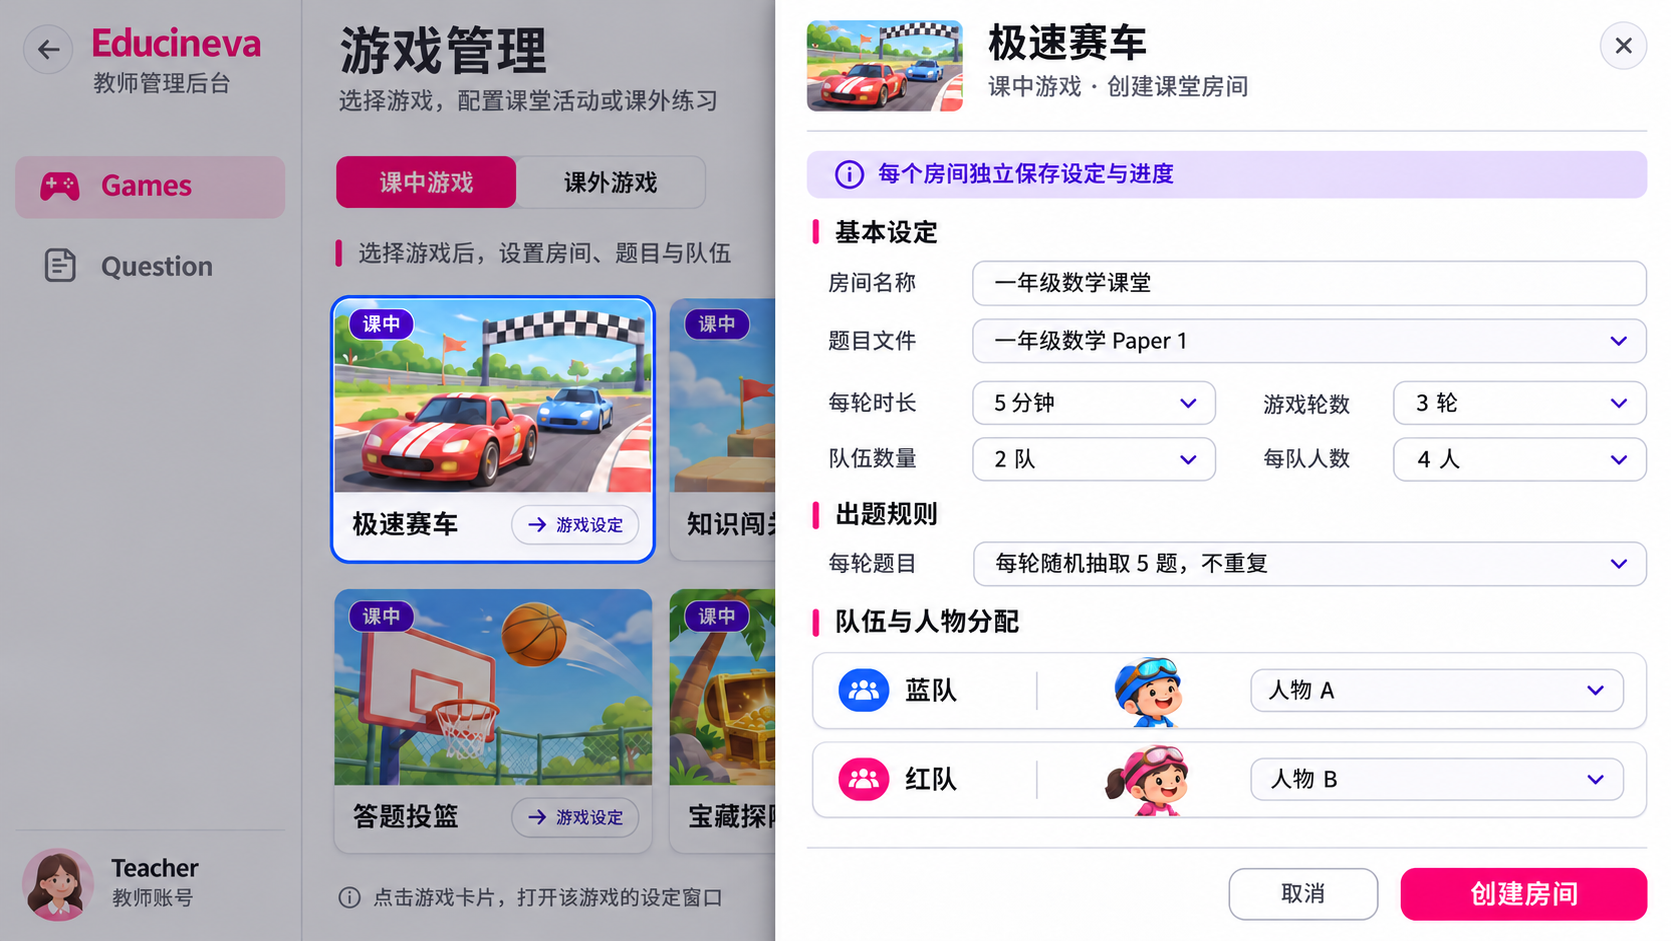 Educineva
教师管理后台
Games
Question
Teacher
教师账号
游戏管理
选择游戏，配置课堂活动或课外练习
课中游戏
课外游戏
选择游戏后，设置房间、题目与队伍
课中
极速赛车
游戏设定
课中
知识闯
课中
答题投篮
游戏设定
课中
宝藏探
点击游戏卡片，打开该游戏的设定窗口
极速赛车
课中游戏 · 创建课堂房间
每个房间独立保存设定与进度
基本设定
房间名称
一年级数学课堂
题目文件
一年级数学 Paper 1
每轮时长
5 分钟
游戏轮数
3 轮
队伍数量
2 队
每队人数
4 人
出题规则
每轮题目
每轮随机抽取 5 题，不重复
队伍与人物分配
蓝队
人物 A
红队
人物 B
取消
创建房间